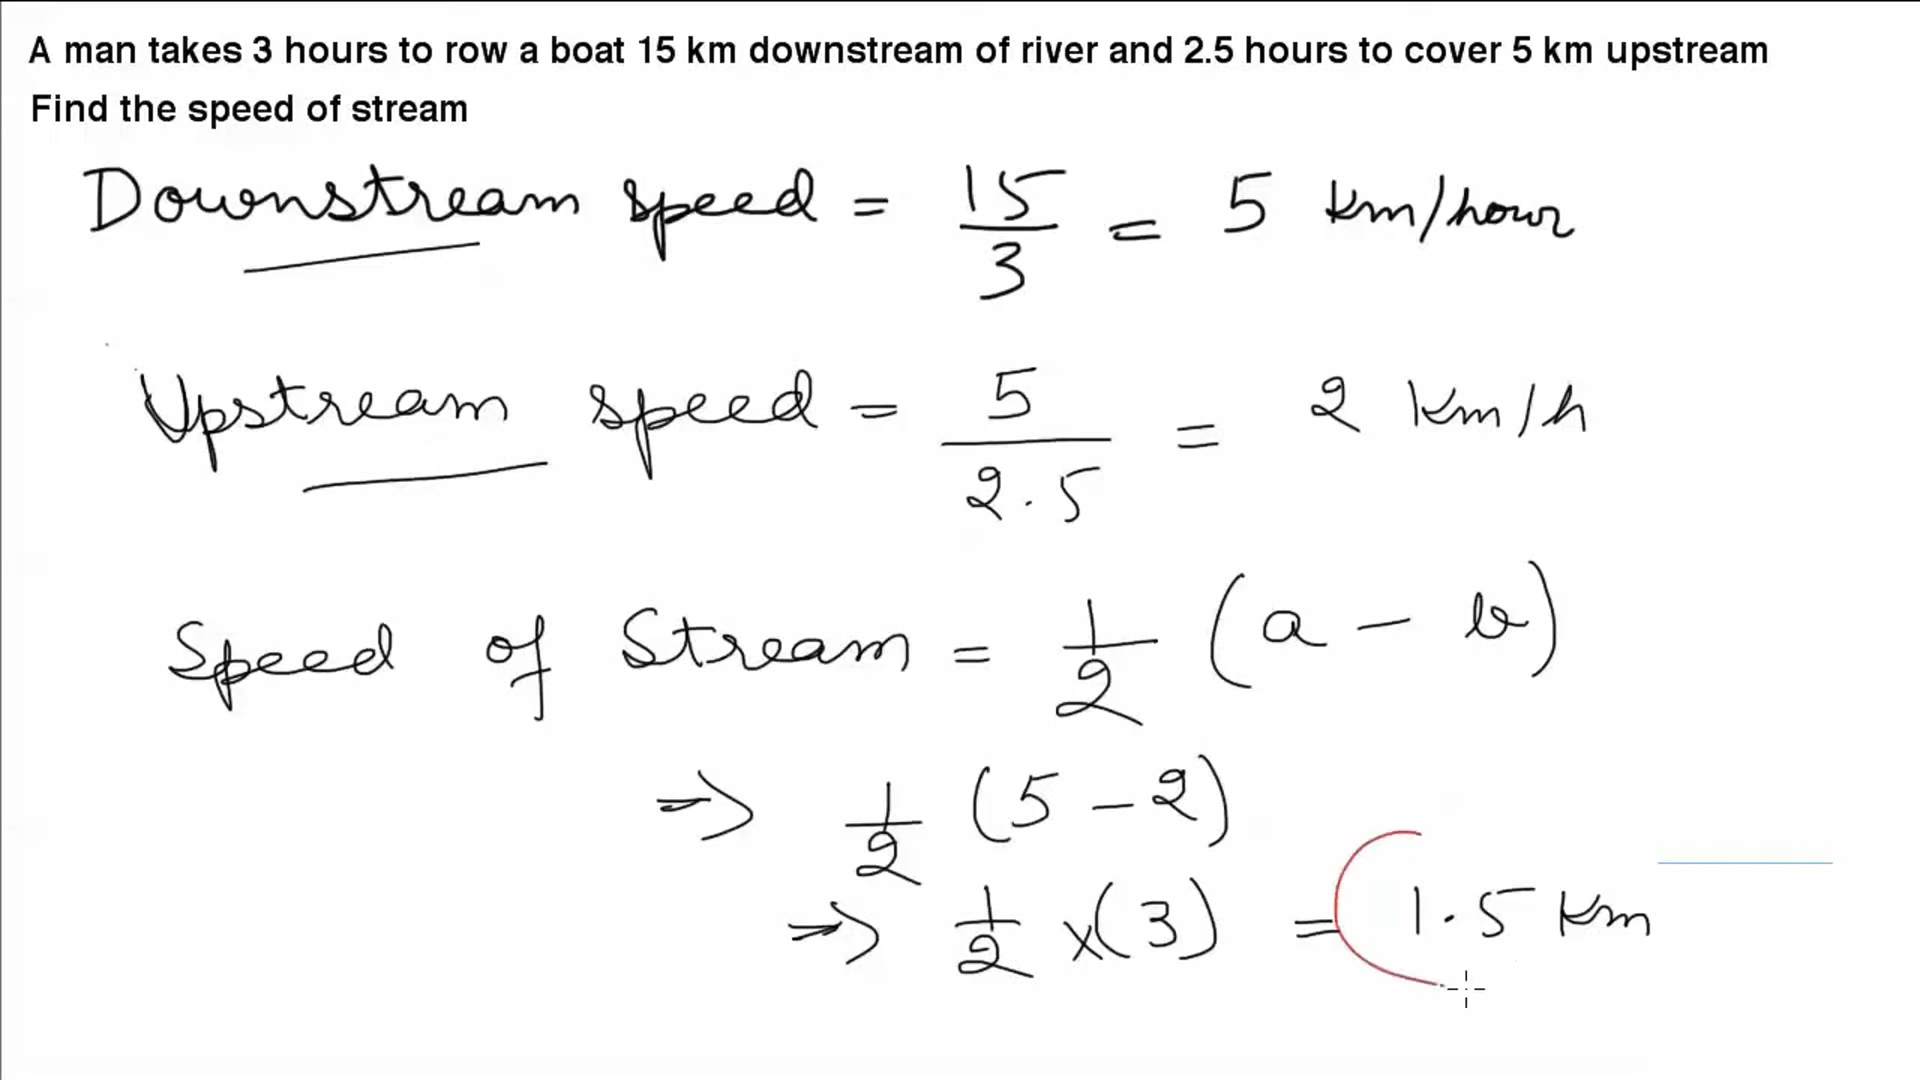 A man takes 3 hours to row a boat 15 km downstream of river and 2.5 hours to cover 5 km upstream
Find the speed of stream
Downstream speed = 15/3 = 5 km/hour
Upstream speed = 5/2.5 = 2 km/h
Speed of Stream = 1/2 (a - b)
⇒ 1/2 (5 - 2)
⇒ 1/2 ×(3) = 1.5 Km